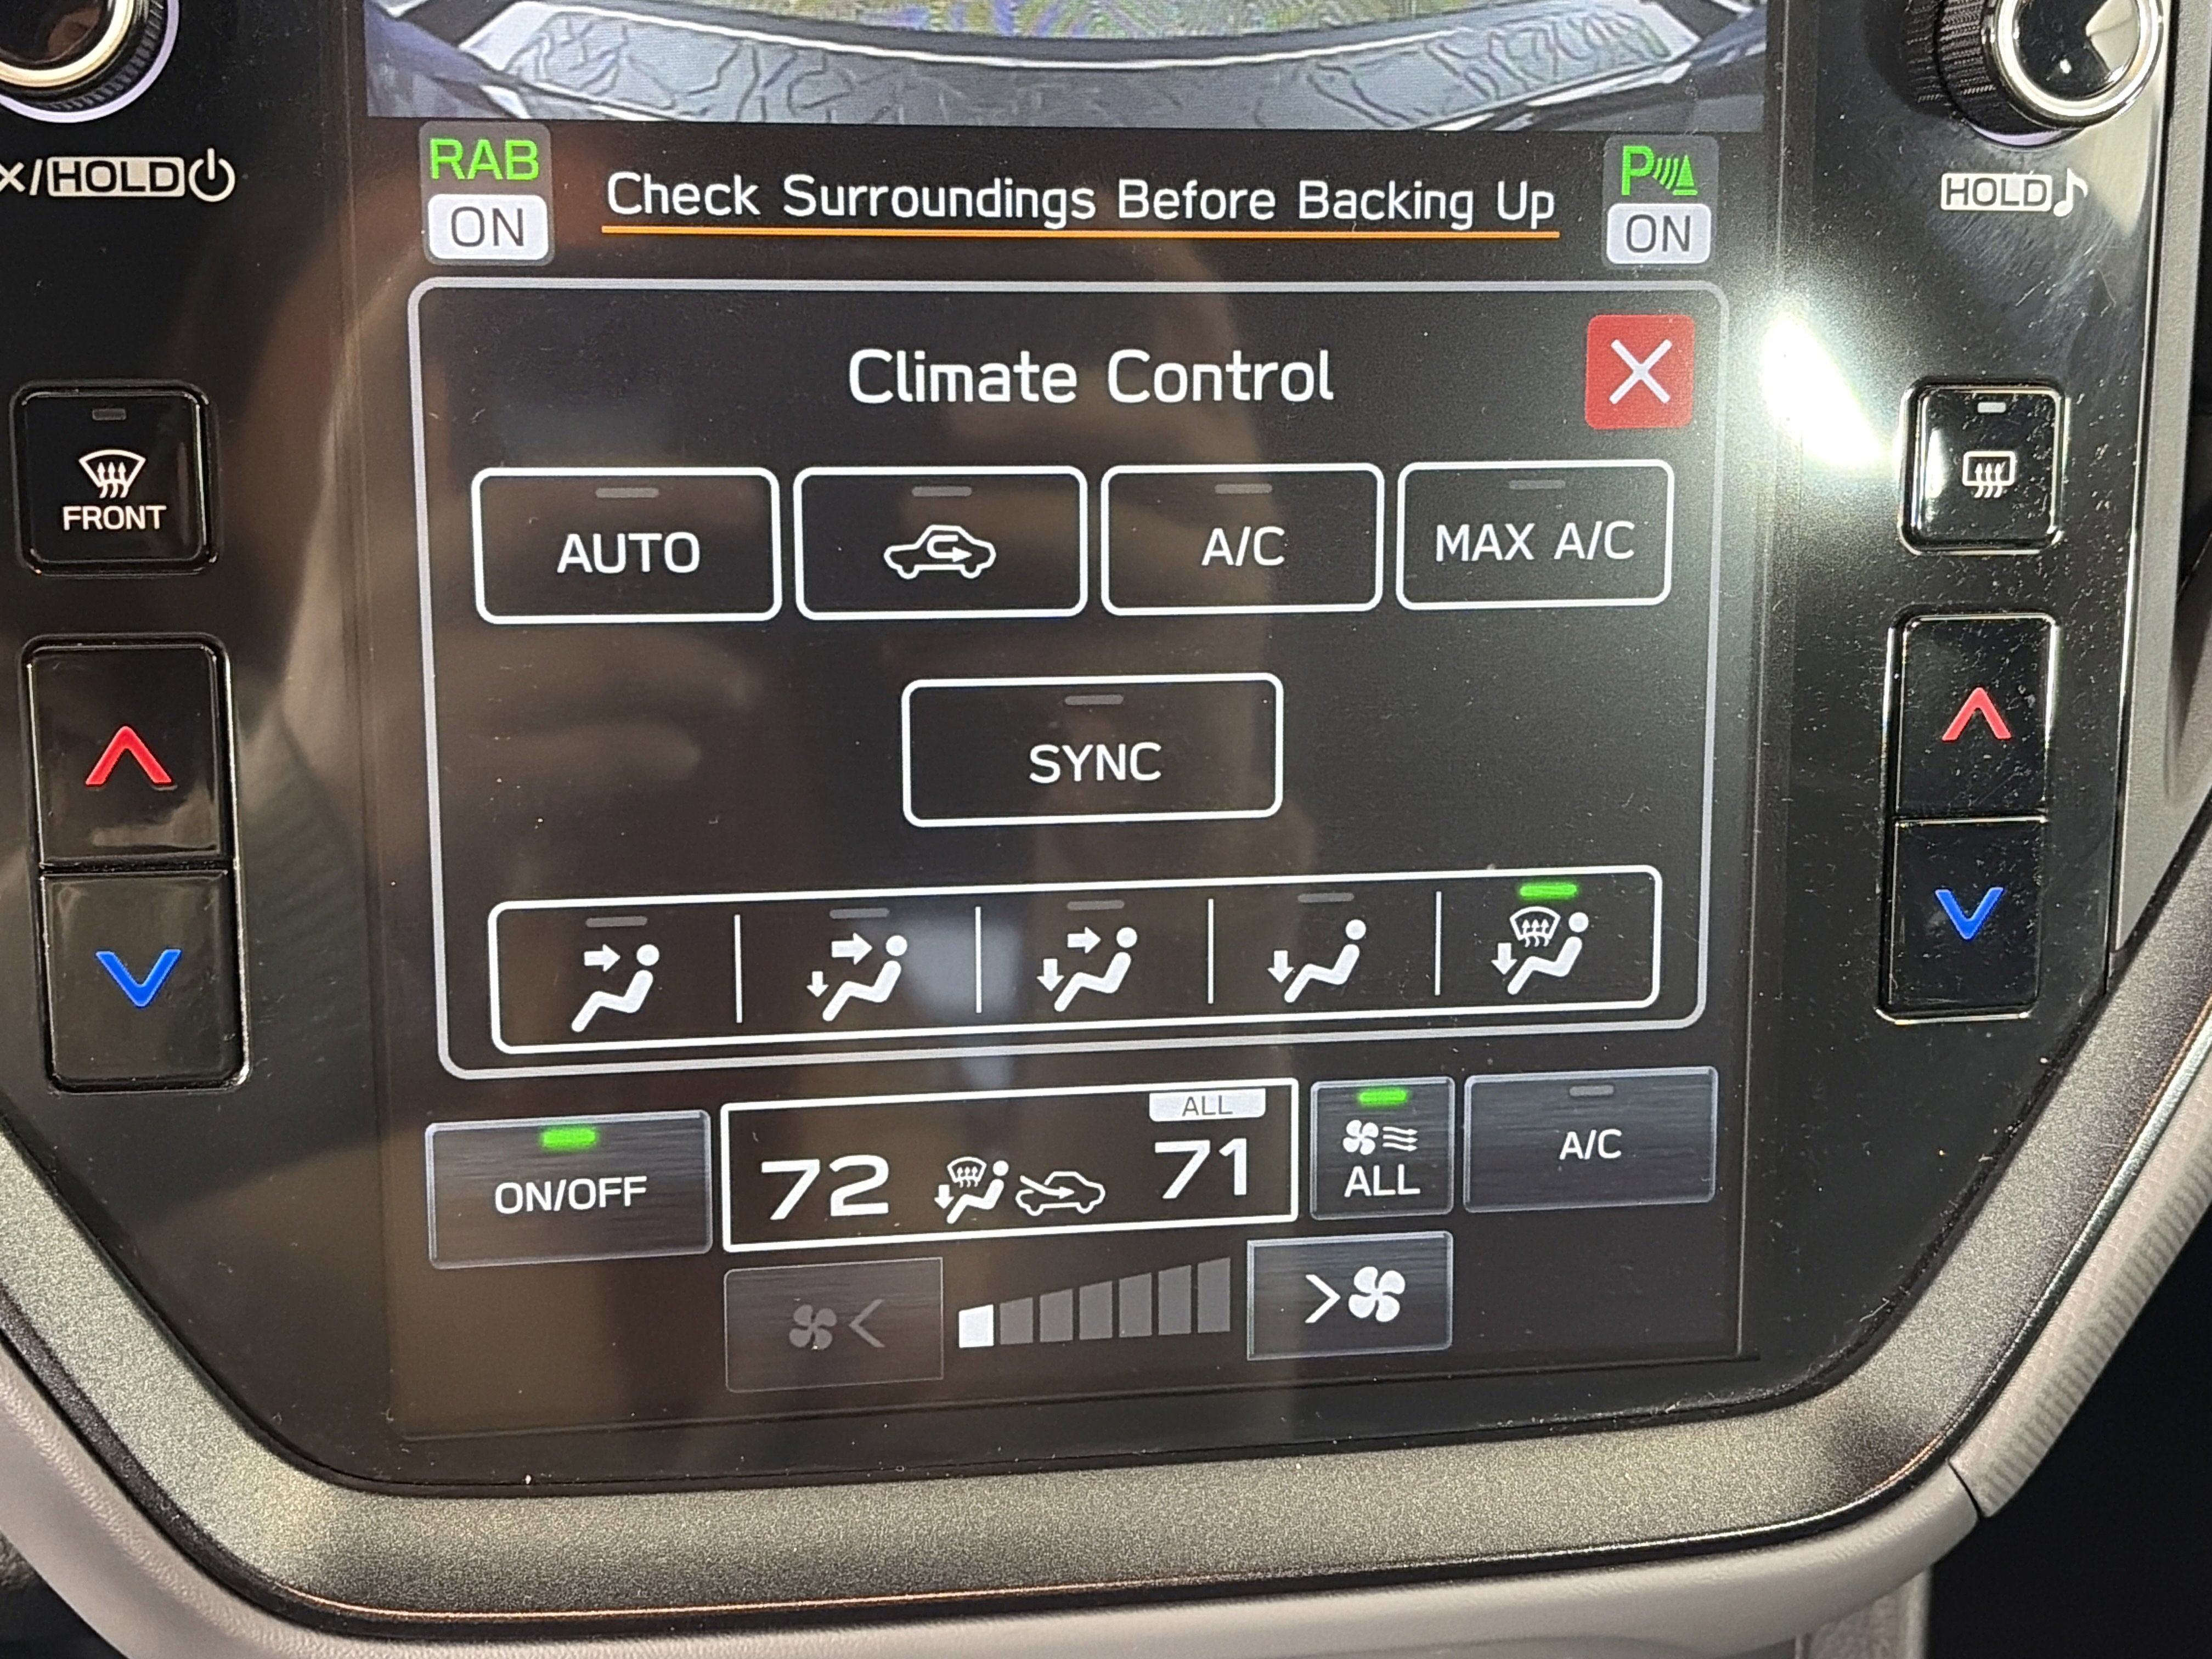 RAB
ON
Check Surroundings Before Backing Up
P
ON
/HOLD
HOLD
Climate Control
FRONT
AUTO
A/C
MAX A/C
SYNC
ON/OFF
72
ALL
71
ALL
A/C